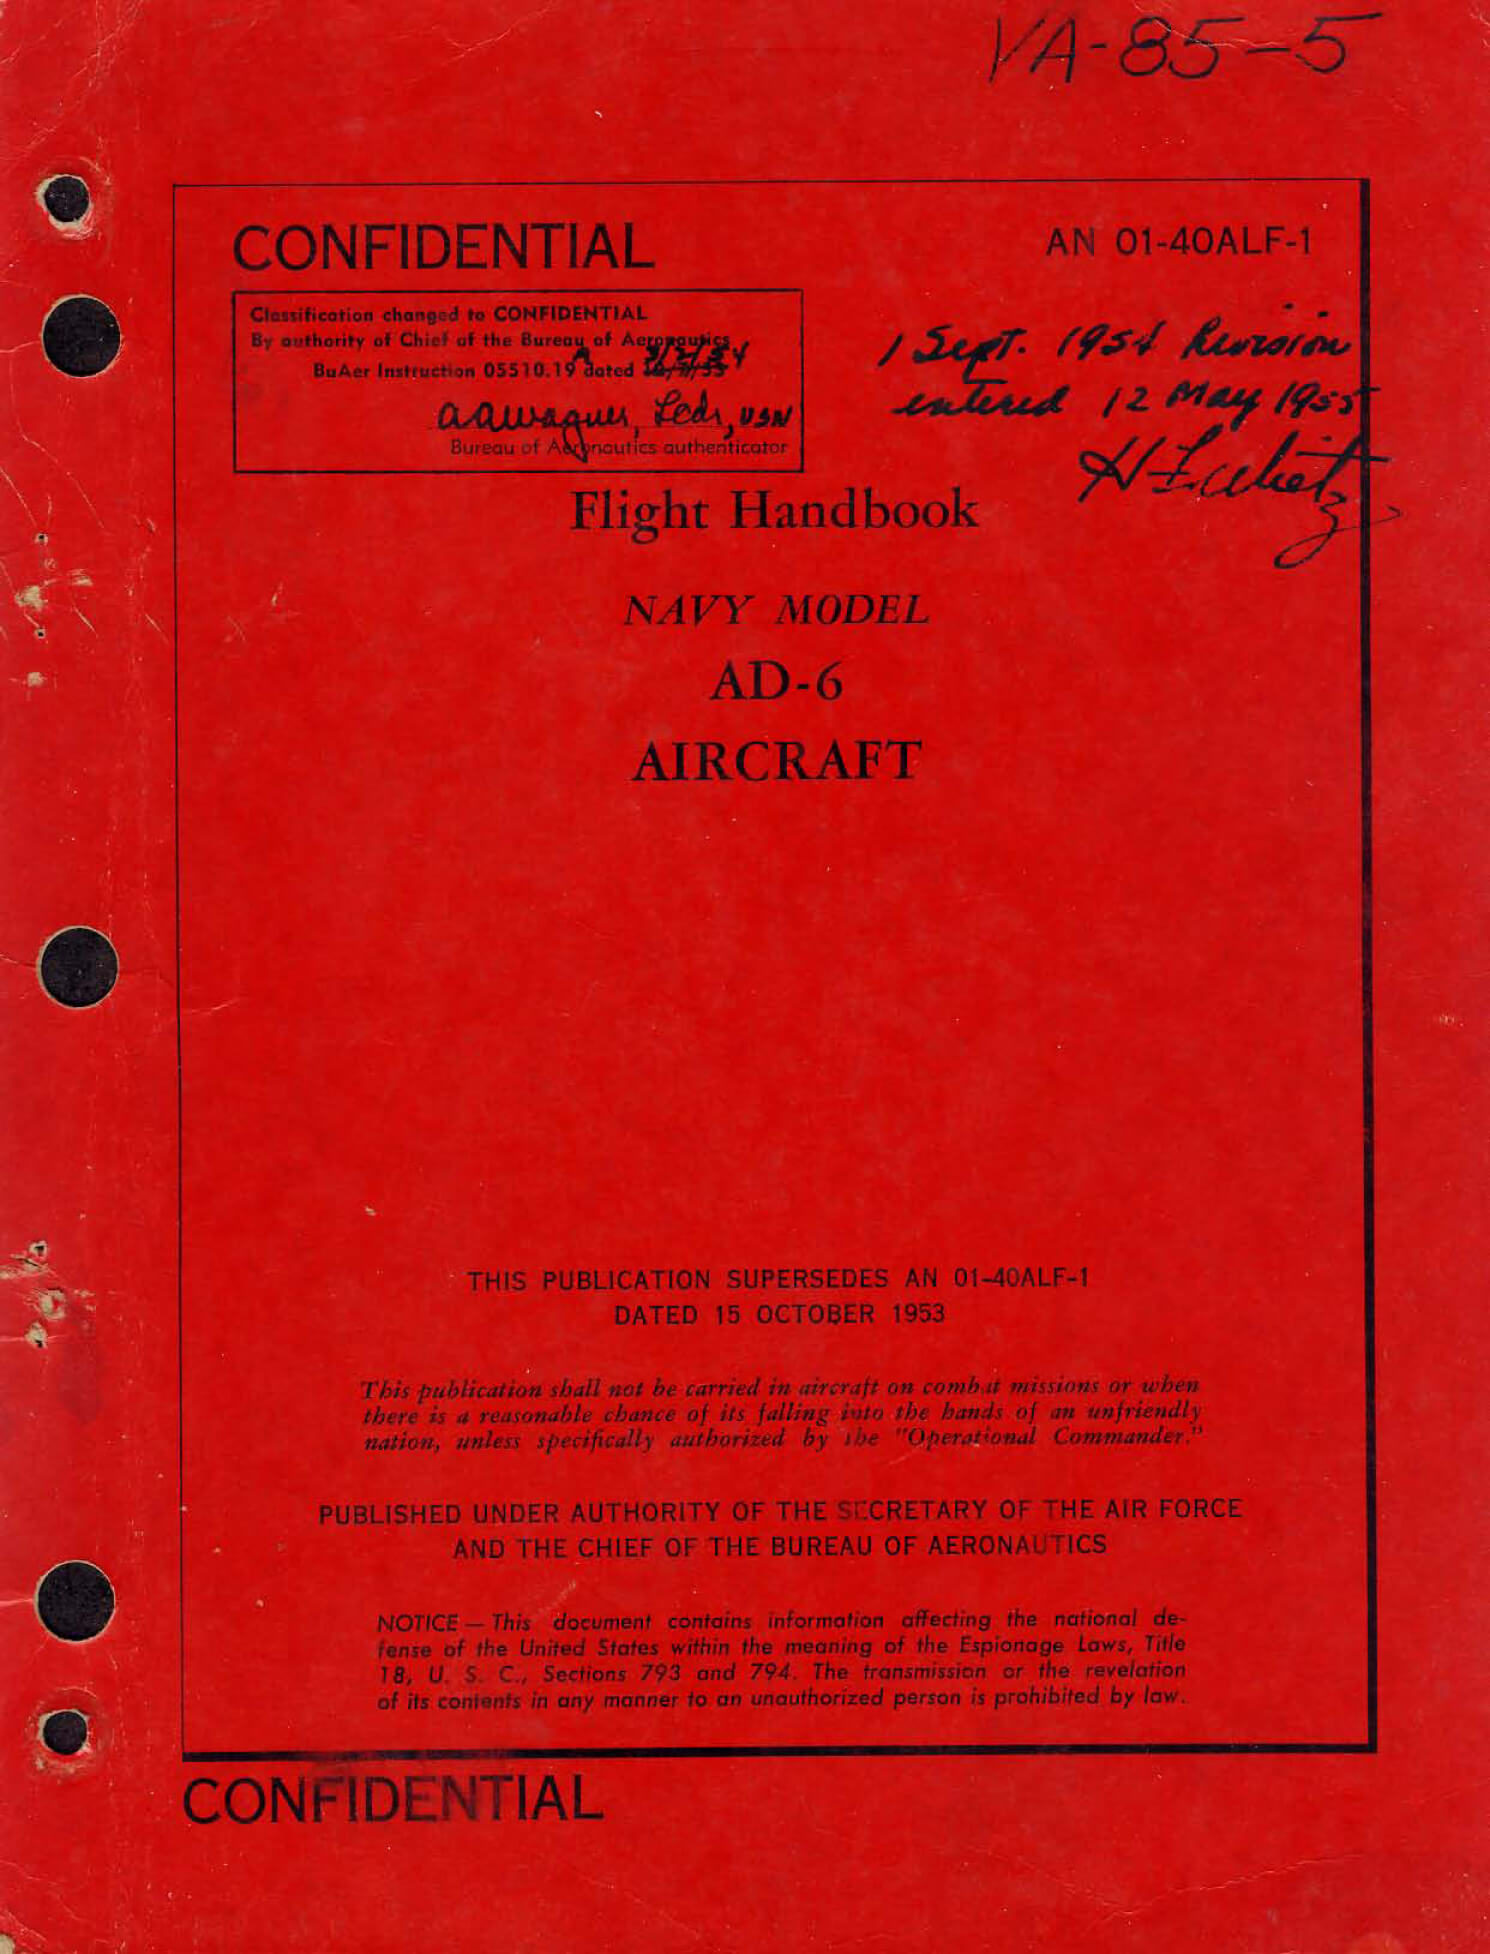 VA-85-5
CONFIDENTIAL
AN 01-40ALF-1
Classification changed to CONFIDENTIAL
By authority of Chief of the Bureau of Aeronautics
BuAer Instruction 05510.19A dated
Lcdr, USN
Bureau of Aeronautics authenticator
1 Sept. 1954 Revision
entered 12 May 1955
Flight Handbook
NAVY MODEL
AD-6
AIRCRAFT
THIS PUBLICATION SUPERSEDES AN 01-40ALF-1
DATED 15 OCTOBER 1953
This publication shall not be carried in aircraft on combat missions or when
there is a reasonable chance of its falling into the hands of an unfriendly
nation, unless specifically authorized by the "Operational Commander."
PUBLISHED UNDER AUTHORITY OF THE SECRETARY OF THE AIR FORCE
AND THE CHIEF OF THE BUREAU OF AERONAUTICS
NOTICE — This document contains information affecting the national de-
fense of the United States within the meaning of the Espionage Laws, Title
18, U. S. C., Sections 793 and 794. The transmission or the revelation
of its contents in any manner to an unauthorized person is prohibited by law.
CONFIDENTIAL